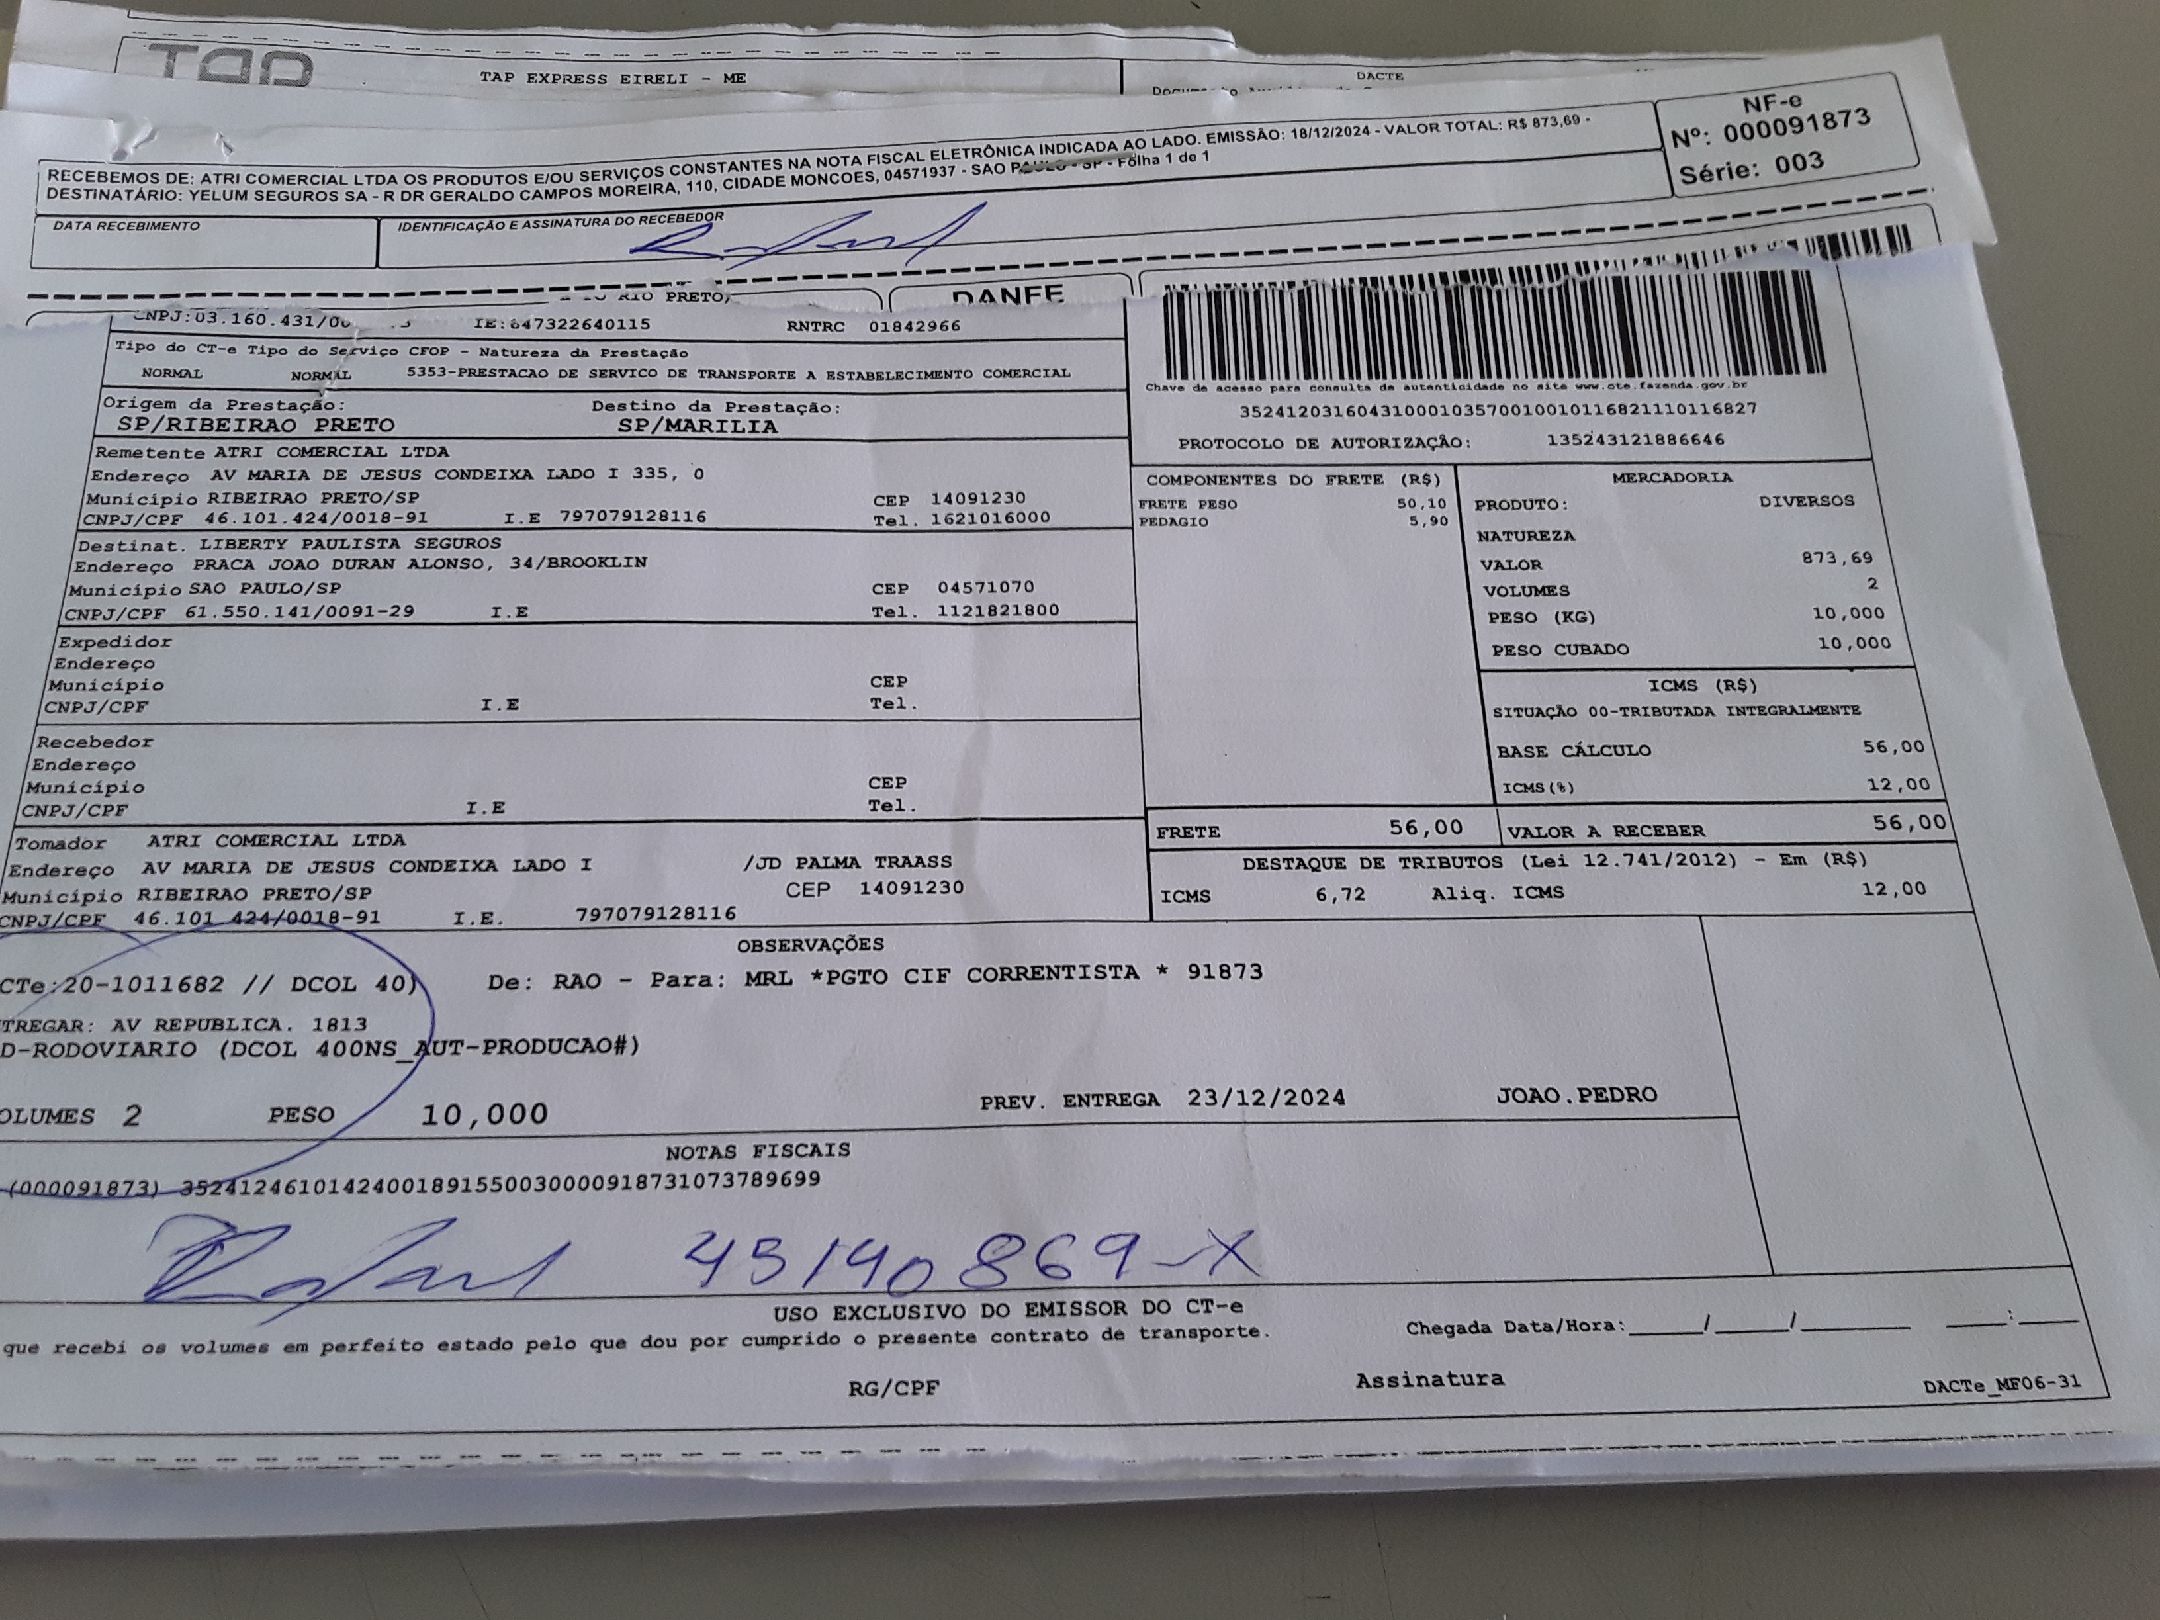 TAP
TAP EXPRESS EIRELI - ME
DACTE
RECEBEMOS DE: ATRI COMERCIAL LTDA OS PRODUTOS E/OU SERVIÇOS CONSTANTES NA NOTA FISCAL ELETRÔNICA INDICADA AO LADO. EMISSÃO: 18/12/2024 - VALOR TOTAL: R$ 873,69 -
DESTINATÁRIO: YELUM SEGUROS SA - R DR GERALDO CAMPOS MOREIRA, 110, CIDADE MONCOES, 04571937 - SAO PAULO - SP - Folha 1 de 1
NF-e
Nº: 000091873
Série: 003
DATA RECEBIMENTO
IDENTIFICAÇÃO E ASSINATURA DO RECEBEDOR
RIO PRETO,
DANFE
CNPJ:03.160.431/00
IE:647322640115
RNTRC 01842966
Tipo do CT-e Tipo do Serviço CFOP - Natureza da Prestação
NORMAL NORMAL 5353-PRESTACAO DE SERVICO DE TRANSPORTE A ESTABELECIMENTO COMERCIAL
Chave de acesso para consulta de autenticidade no site www.cte.fazenda.gov.br
35241203160431000103570010010116821110116827
PROTOCOLO DE AUTORIZAÇÃO: 135243121886646
Origem da Prestação: Destino da Prestação:
SP/RIBEIRAO PRETO SP/MARILIA
Remetente ATRI COMERCIAL LTDA
Endereço AV MARIA DE JESUS CONDEIXA LADO I 335, 0
Município RIBEIRAO PRETO/SP CEP 14091230
CNPJ/CPF 46.101.424/0018-91 I.E 797079128116 Tel. 1621016000
Destinat. LIBERTY PAULISTA SEGUROS
Endereço PRACA JOAO DURAN ALONSO, 34/BROOKLIN
Município SAO PAULO/SP CEP 04571070
CNPJ/CPF 61.550.141/0091-29 I.E Tel. 1121821800
Expedidor
Endereço
Município CEP
CNPJ/CPF I.E Tel.
Recebedor
Endereço
Município CEP
CNPJ/CPF I.E Tel.
Tomador ATRI COMERCIAL LTDA
Endereço AV MARIA DE JESUS CONDEIXA LADO I /JD PALMA TRAASS
Município RIBEIRAO PRETO/SP CEP 14091230
CNPJ/CPF 46.101.424/0018-91 I.E. 797079128116
COMPONENTES DO FRETE (R$)
FRETE PESO 50,10
PEDAGIO 5,90
MERCADORIA
PRODUTO: DIVERSOS
NATUREZA
VALOR 873,69
VOLUMES 2
PESO (KG) 10,000
PESO CUBADO 10,000
ICMS (R$)
SITUAÇÃO 00-TRIBUTADA INTEGRALMENTE
BASE CÁLCULO 56,00
ICMS(%) 12,00
FRETE 56,00 VALOR A RECEBER 56,00
DESTAQUE DE TRIBUTOS (Lei 12.741/2012) - Em (R$)
ICMS 6,72 Aliq. ICMS 12,00
OBSERVAÇÕES
CTe:20-1011682 // DCOL 40) De: RAO - Para: MRL *PGTO CIF CORRENTISTA * 91873
TREGAR: AV REPUBLICA. 1813
D-RODOVIARIO (DCOL 400NS_AUT-PRODUCAO#)
OLUMES 2 PESO 10,000 PREV. ENTREGA 23/12/2024 JOAO.PEDRO
NOTAS FISCAIS
(000091873) 35241246101424001891550030000918731073789699
45190869-X
USO EXCLUSIVO DO EMISSOR DO CT-e
que recebi os volumes em perfeito estado pelo que dou por cumprido o presente contrato de transporte. Chegada Data/Hora:_____/_____/_______ ____:____
RG/CPF Assinatura
DACTe_MF06-31